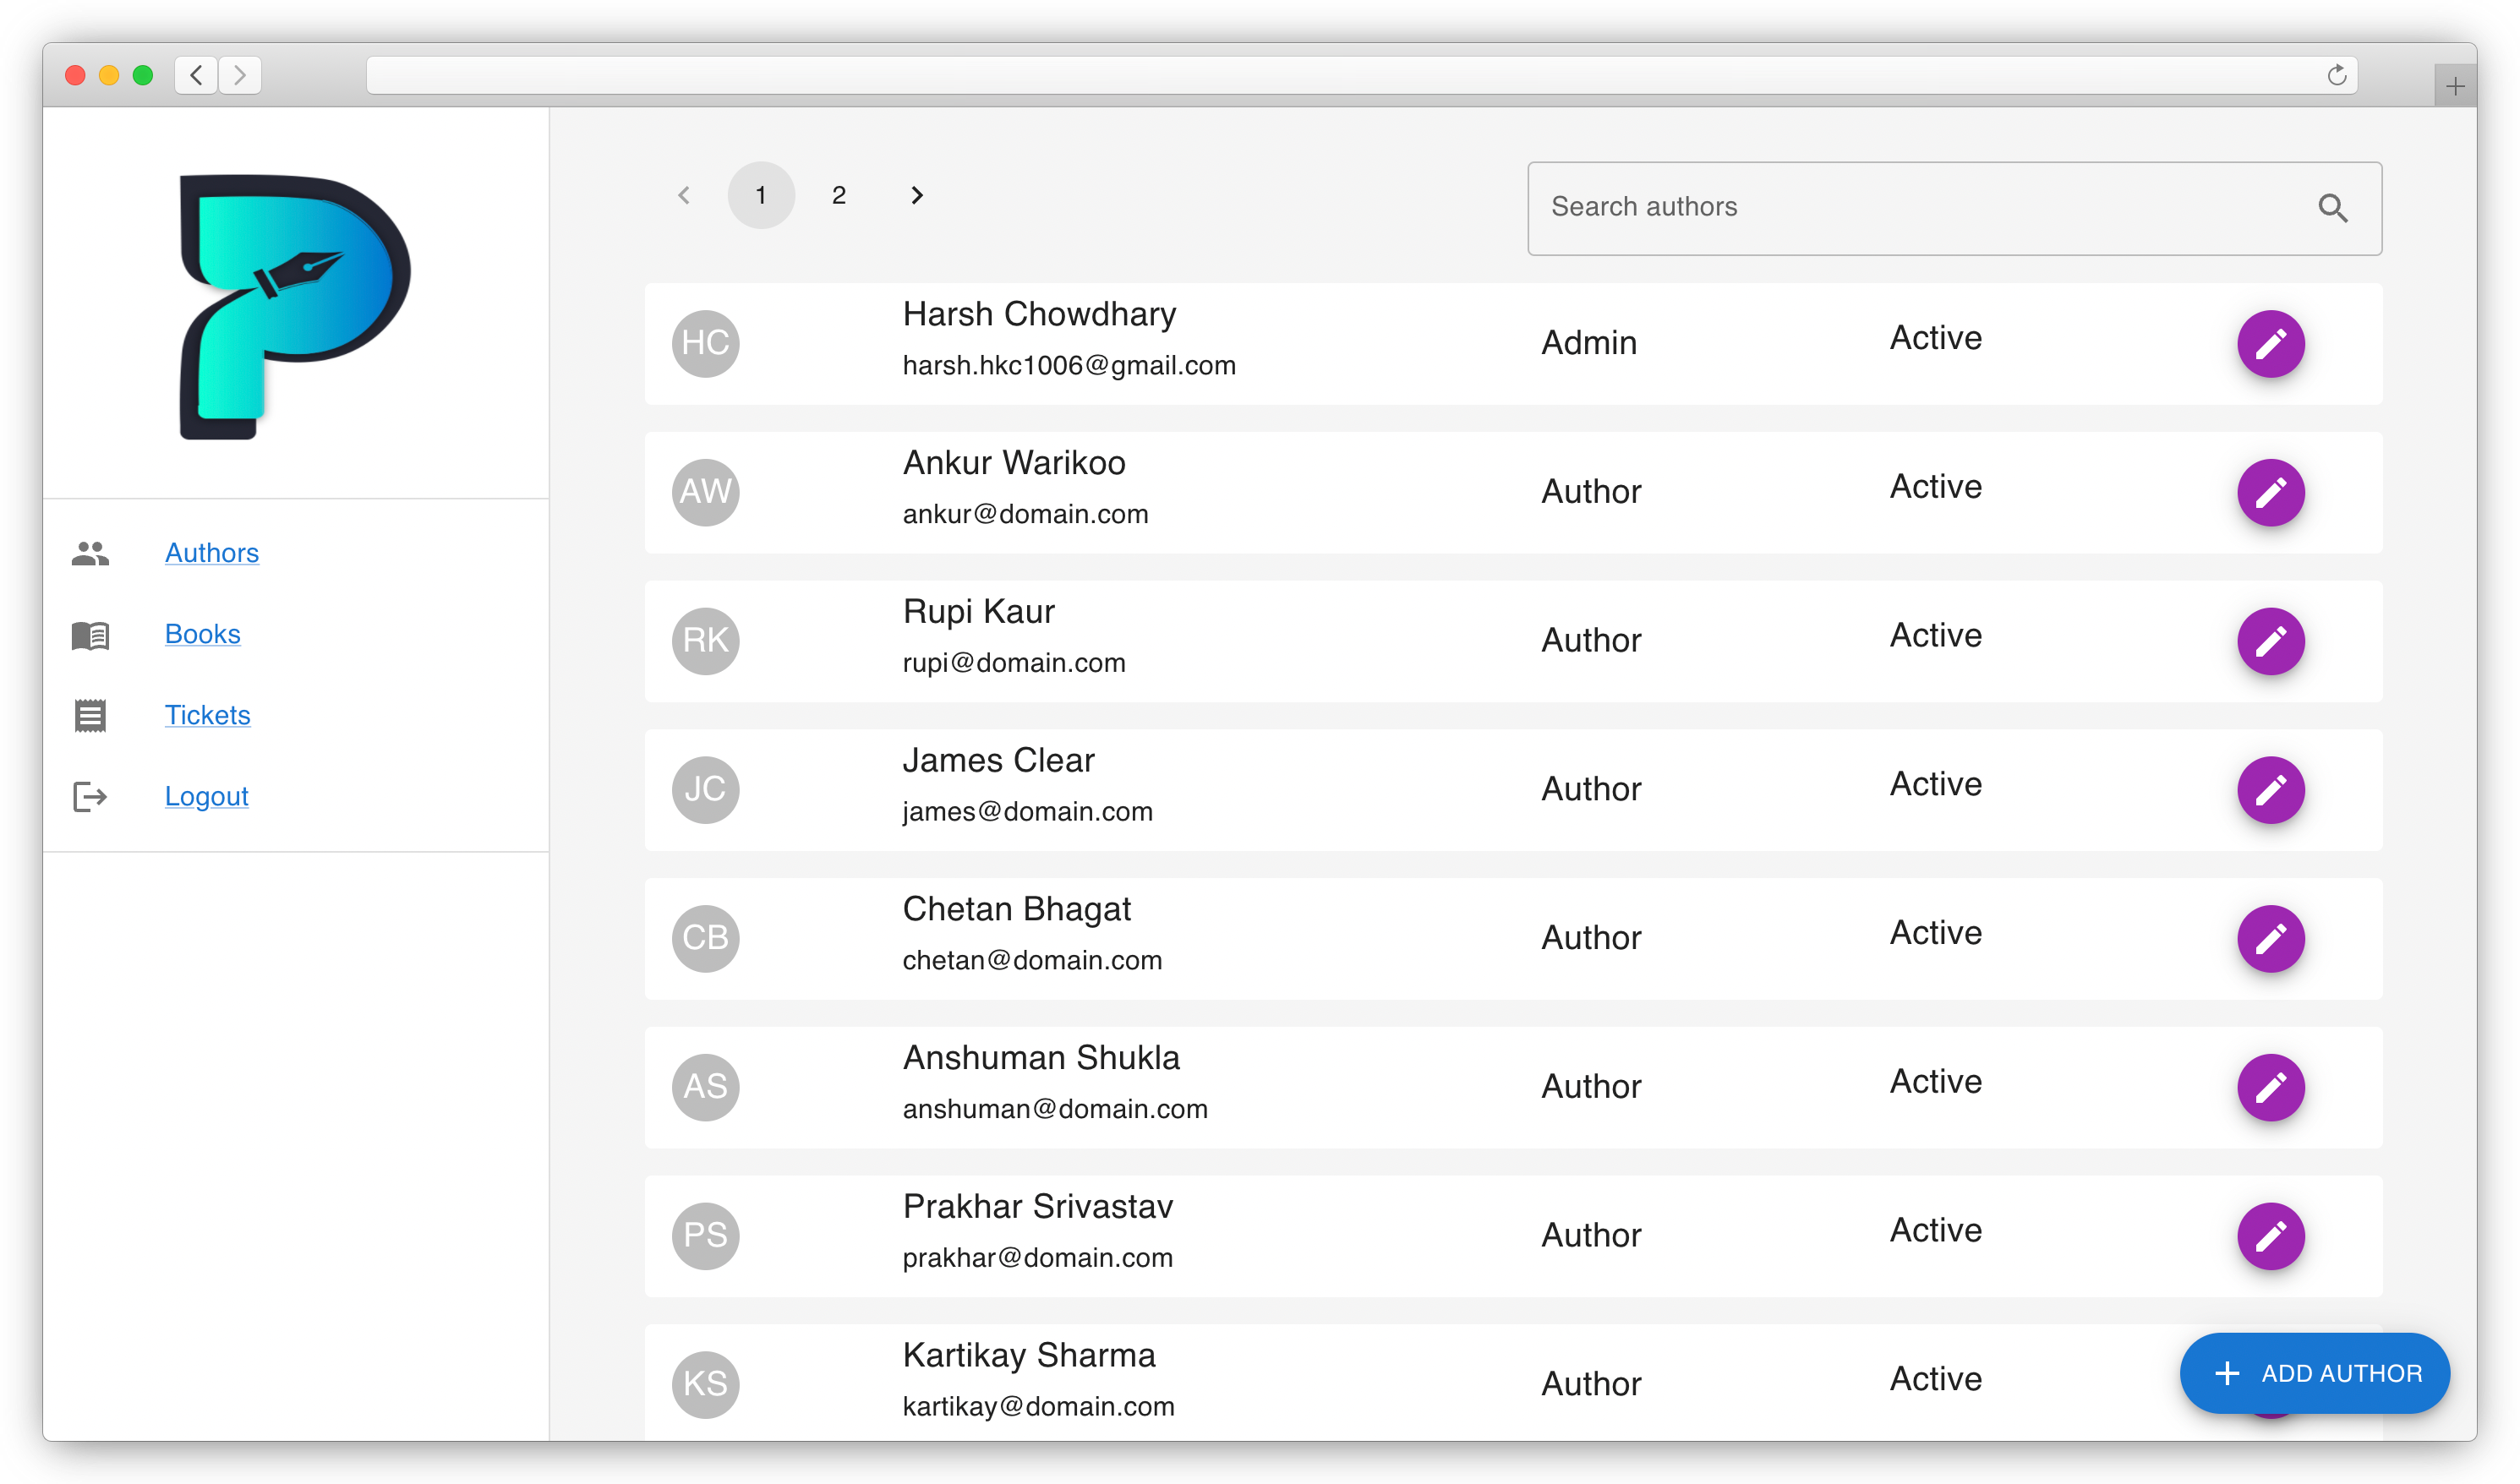 1 2
Search authors
Authors
Books
Tickets
Logout
HC Harsh Chowdhary Admin Active
harsh.hkc1006@gmail.com
AW Ankur Warikoo Author Active
ankur@domain.com
RK Rupi Kaur Author Active
rupi@domain.com
JC James Clear Author Active
james@domain.com
CB Chetan Bhagat Author Active
chetan@domain.com
AS Anshuman Shukla Author Active
anshuman@domain.com
PS Prakhar Srivastav Author Active
prakhar@domain.com
KS Kartikay Sharma Author Active
kartikay@domain.com
ADD AUTHOR